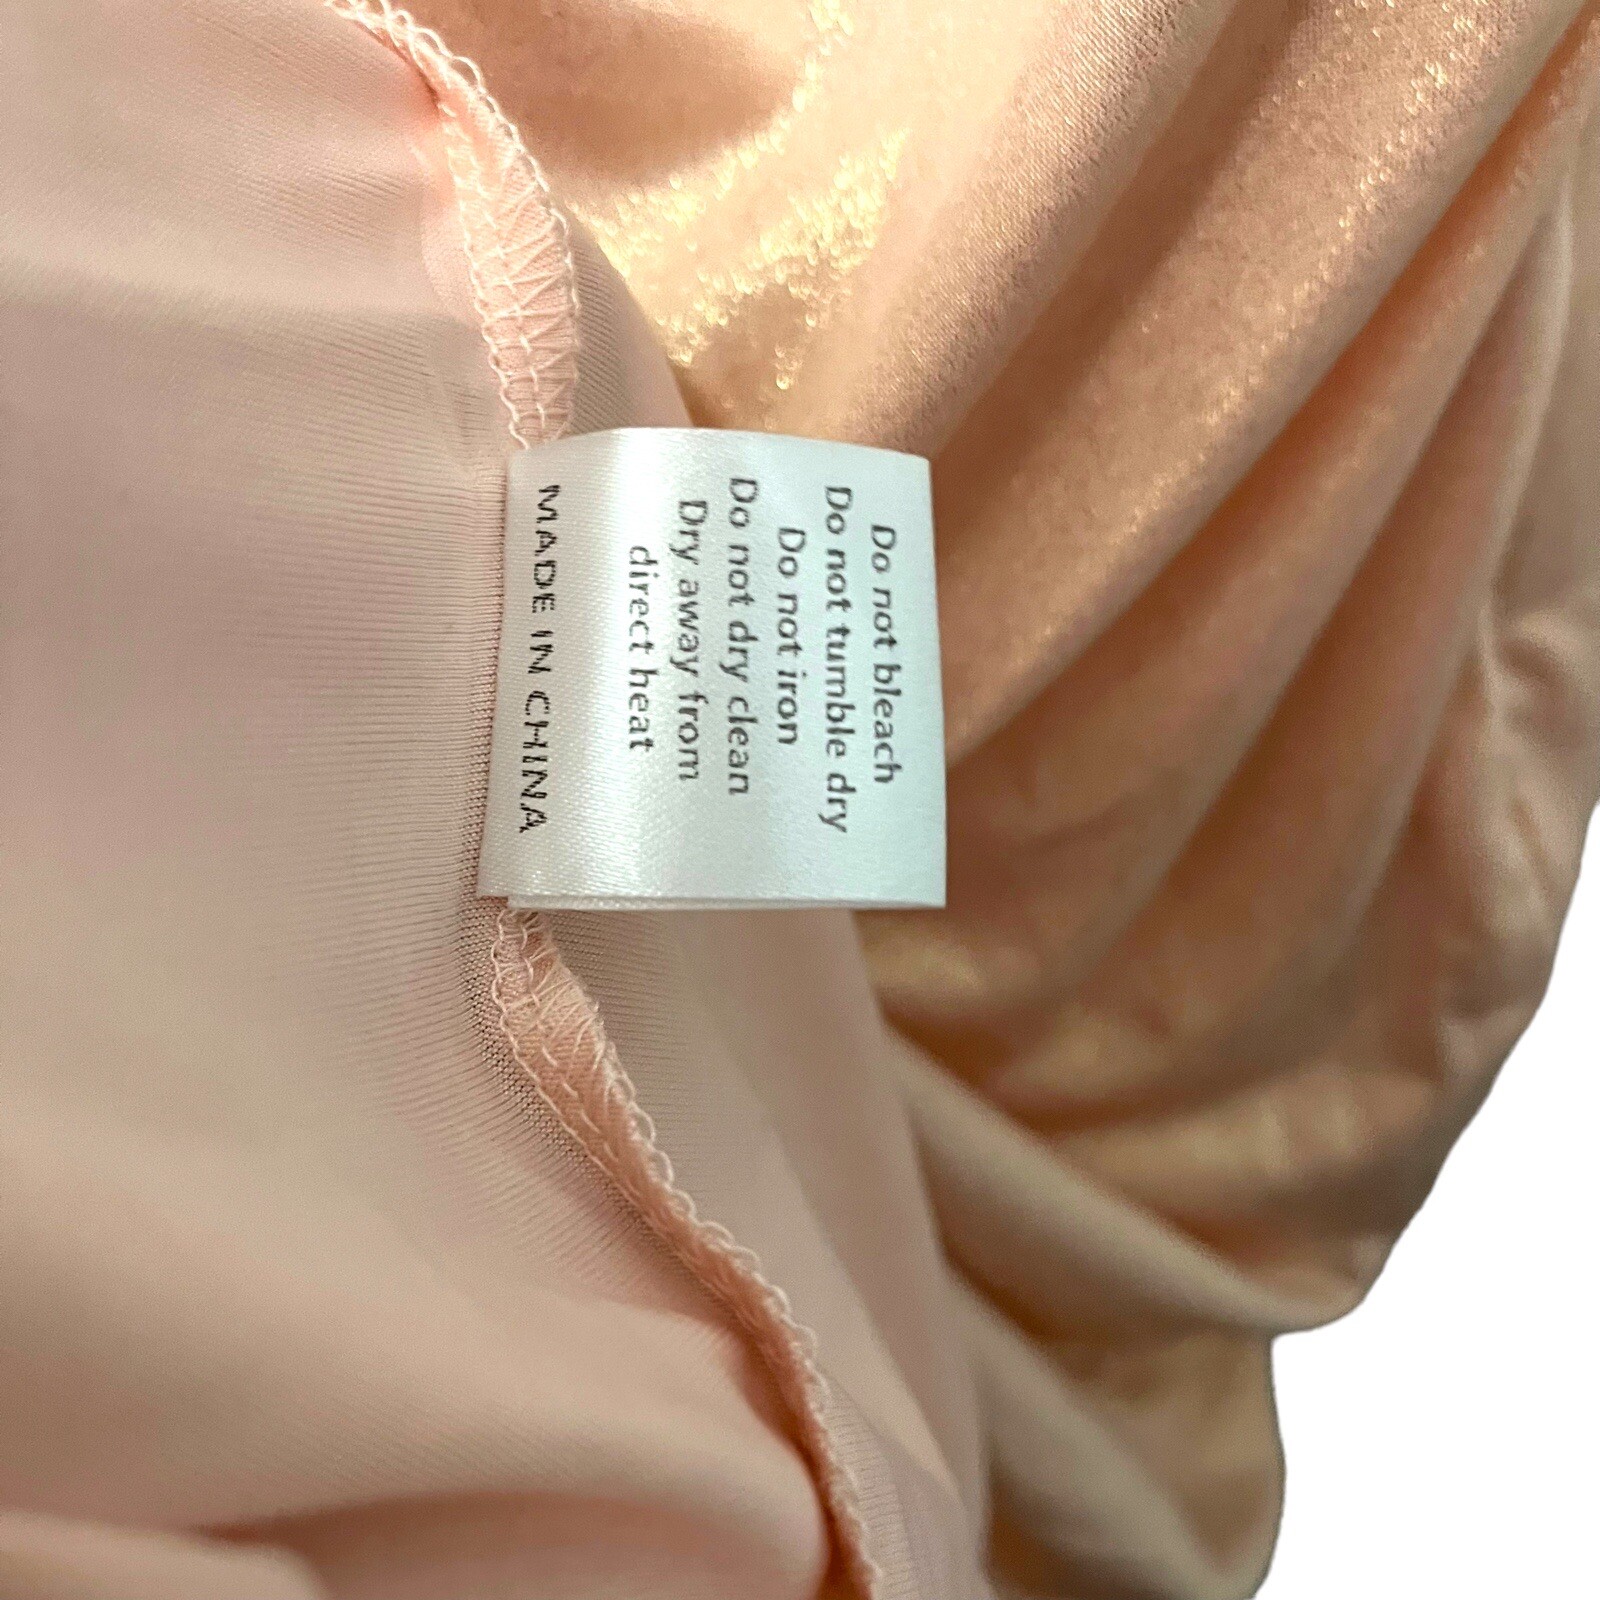 Do not bleach
Do not tumble dry
Do not iron
Do not dry clean
Dry away from
direct heat
MADE IN CHINA